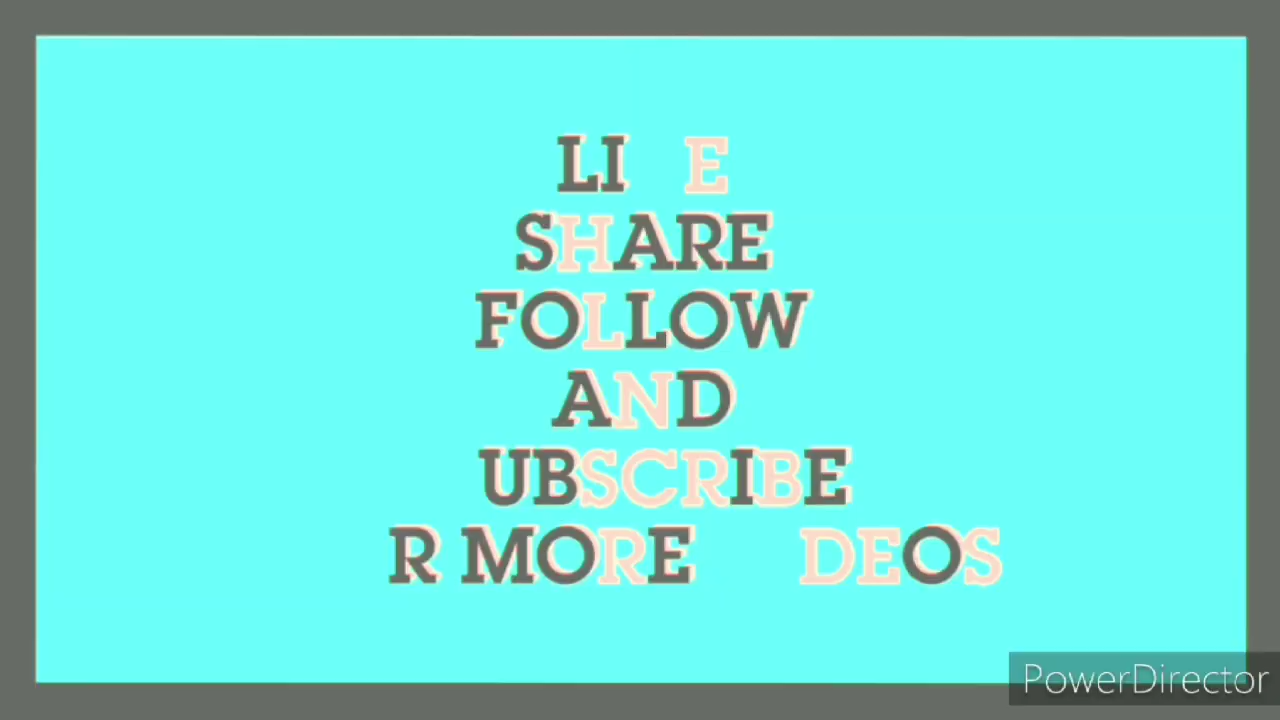 LI E
SHARE
FOLLOW
AND
UBSCRIBE
R MORE DEOS
PowerDirector